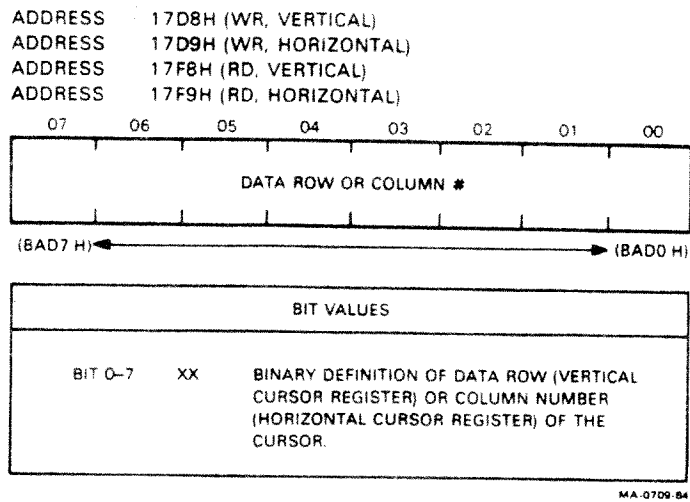 ADDRESS 17D8H (WR, VERTICAL)
ADDRESS 17D9H (WR, HORIZONTAL)
ADDRESS 17F8H (RD, VERTICAL)
ADDRESS 17F9H (RD, HORIZONTAL)
07 06 05 04 03 02 01 00
DATA ROW OR COLUMN #
(BAD7 H) (BAD0 H)
BIT VALUES
BIT 0–7 XX BINARY DEFINITION OF DATA ROW (VERTICAL
CURSOR REGISTER) OR COLUMN NUMBER
(HORIZONTAL CURSOR REGISTER) OF THE
CURSOR.
MA-0709-84